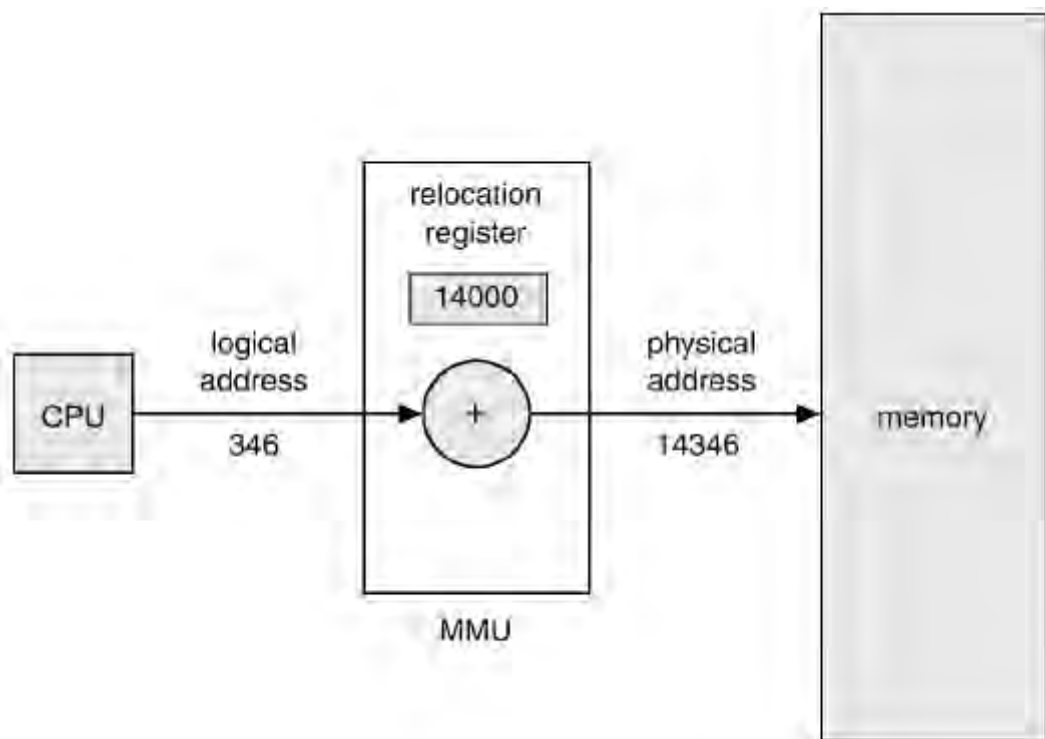 relocation
register
14000
logical
address
physical
address
CPU
+
memory
346
14346
MMU